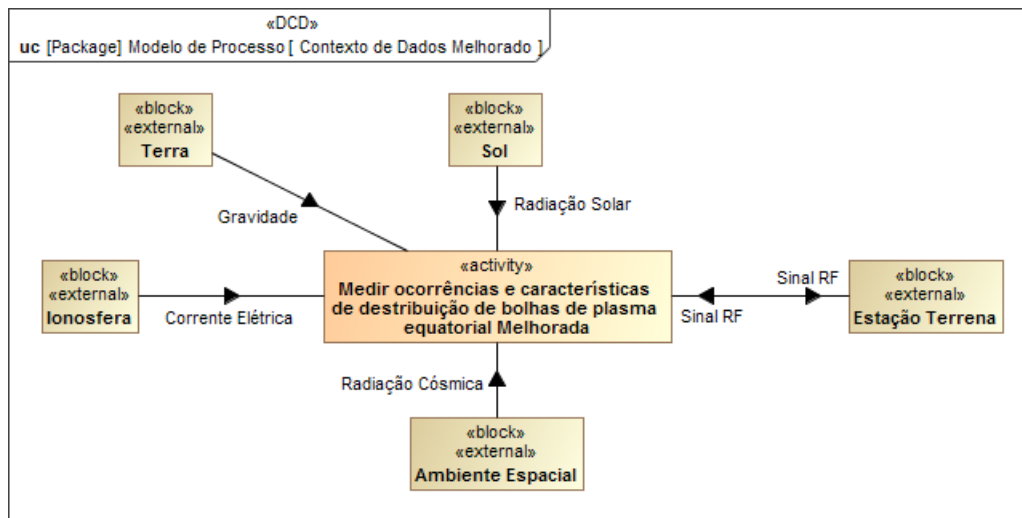 «DCD»
uc [Package] Modelo de Processo [ Contexto de Dados Melhorado ]
«block»
«external»
Terra
«block»
«external»
Sol
Gravidade
Radiação Solar
«block»
«external»
Ionosfera
Corrente Elétrica
«activity»
Medir ocorrências e características
de destribuição de bolhas de plasma
equatorial Melhorada
Sinal RF
Sinal RF
«block»
«external»
Estação Terrena
Radiação Cósmica
«block»
«external»
Ambiente Espacial